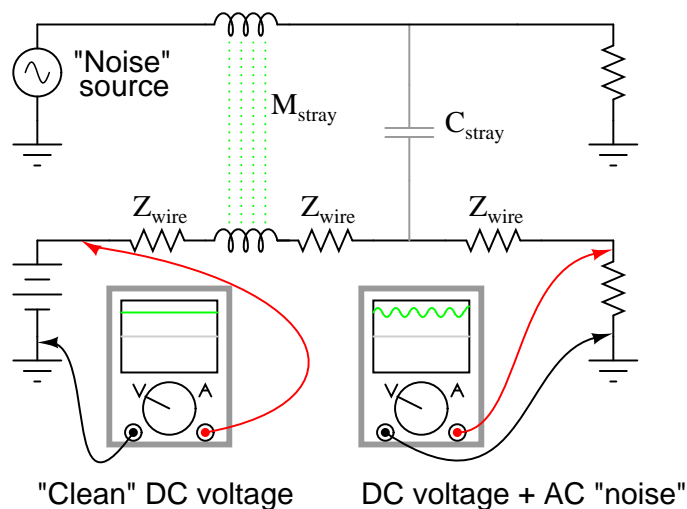 "Noise"
source
Mstray
Cstray
Zwire
Zwire
Zwire
V A
V A
"Clean" DC voltage
DC voltage + AC "noise"